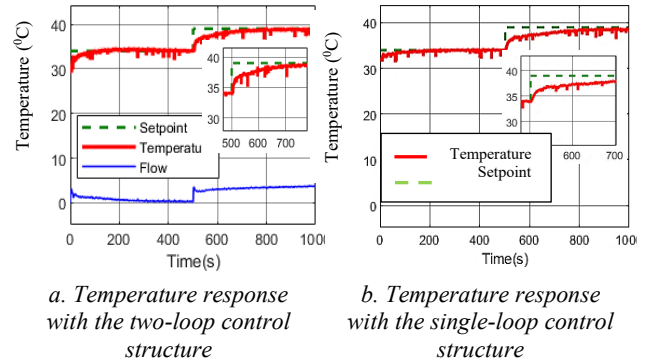 Temperature (⁰C)
40
30
20
10
0
0
200
400
600
800
1000
Time(s)
40
35
30
500
600
700
Setpoint
Temperatu
Flow
a. Temperature response
with the two-loop control
structure
Temperature (⁰C)
40
30
20
10
0
0
200
400
600
800
1000
Time(s)
40
35
30
600
700
Temperature
Setpoint
b. Temperature response
with the single-loop control
structure